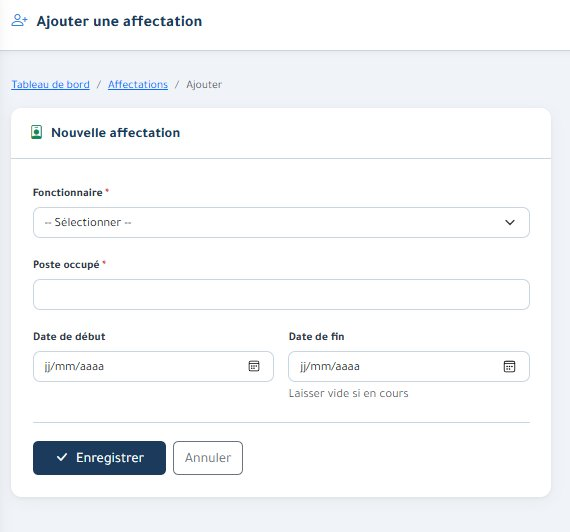 Ajouter une affectation
Tableau de bord / Affectations / Ajouter
Nouvelle affectation
Fonctionnaire *
-- Sélectionner --
Poste occupé *
Date de début Date de fin
jj/mm/aaaa jj/mm/aaaa
Laisser vide si en cours
Enregistrer Annuler